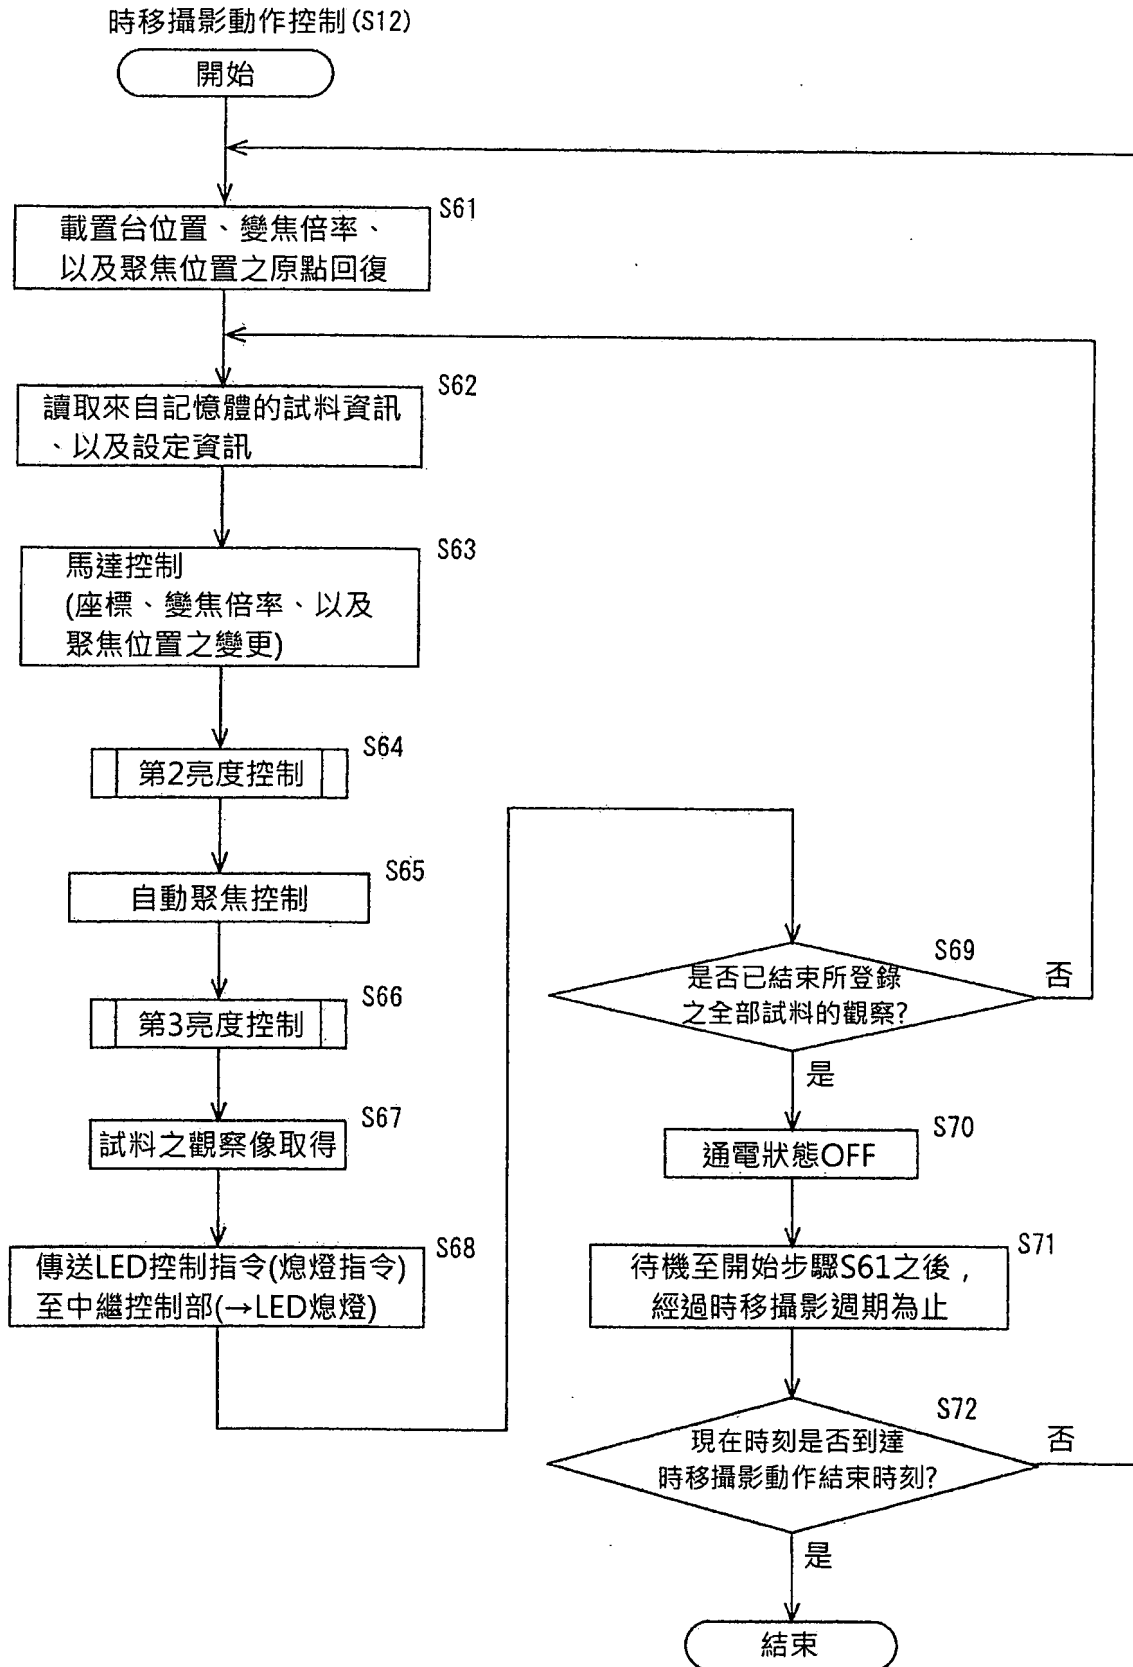 時移攝影動作控制(S12)
開始
S61
載置台位置、變焦倍率、
以及聚焦位置之原點回復
S62
讀取來自記憶體的試料資訊
、以及設定資訊
S63
馬達控制
(座標、變焦倍率、以及
聚焦位置之變更)
S64
第2亮度控制
S65
自動聚焦控制
S66
第3亮度控制
S67
試料之觀察像取得
S68
傳送LED控制指令(熄燈指令)
至中繼控制部(→LED熄燈)
S69
是否已結束所登錄
之全部試料的觀察?
否
是
S70
通電狀態OFF
S71
待機至開始步驟S61之後,
經過時移攝影週期為止
S72
現在時刻是否到達
時移攝影動作結束時刻?
否
是
結束